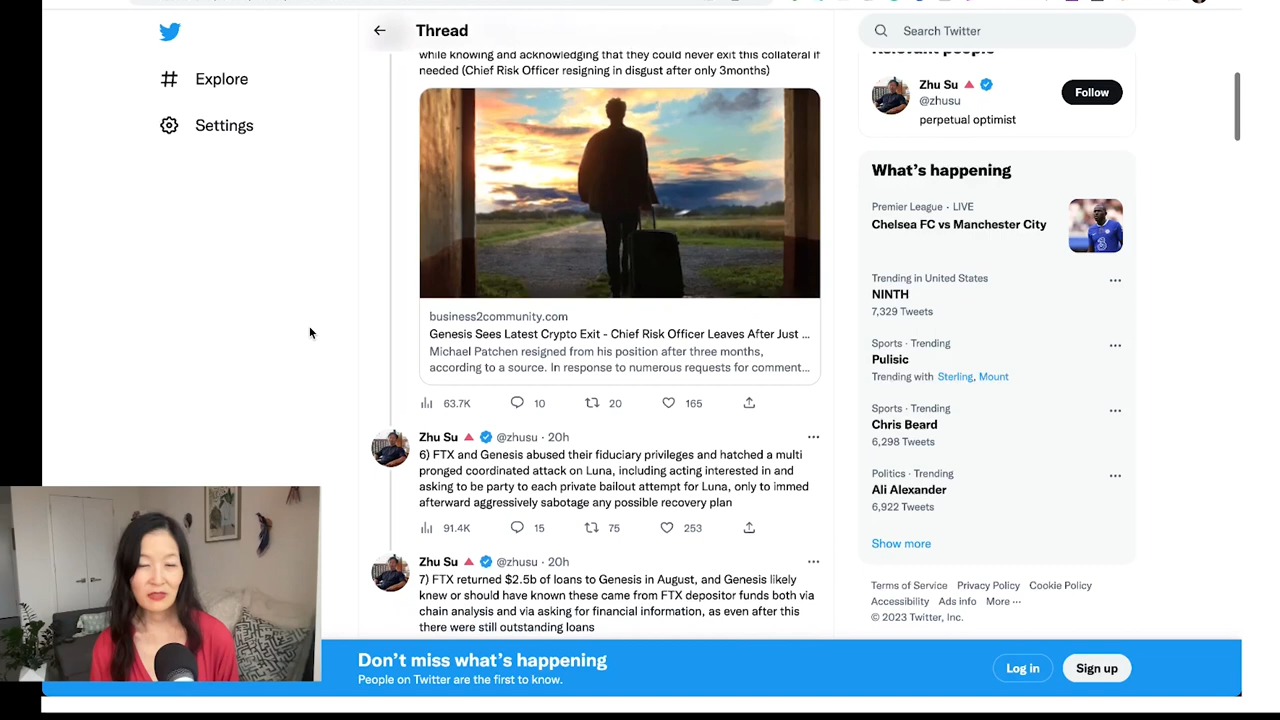 Explore
Settings
Thread
while knowing and acknowledging that they could never exit this collateral if
needed (Chief Risk Officer resigning in disgust after only 3months)
business2community.com
Genesis Sees Latest Crypto Exit - Chief Risk Officer Leaves After Just ...
Michael Patchen resigned from his position after three months,
according to a source. In response to numerous requests for comment...
63.7K 10 20 165
Zhu Su @zhusu · 20h
6) FTX and Genesis abused their fiduciary privileges and hatched a multi
pronged coordinated attack on Luna, including acting interested in and
asking to be party to each private bailout attempt for Luna, only to immed
afterward aggressively sabotage any possible recovery plan
91.4K 15 75 253
Zhu Su @zhusu · 20h
7) FTX returned $2.5b of loans to Genesis in August, and Genesis likely
knew or should have known these came from FTX depositor funds both via
chain analysis and via asking for financial information, as even after this
there were still outstanding loans
Search Twitter
Relevant people
Zhu Su
@zhusu
Follow
perpetual optimist
What's happening
Premier League · LIVE
Chelsea FC vs Manchester City
Trending in United States
NINTH
7,329 Tweets
Sports · Trending
Pulisic
Trending with Sterling, Mount
Sports · Trending
Chris Beard
6,298 Tweets
Politics · Trending
Ali Alexander
6,922 Tweets
Show more
Terms of Service Privacy Policy Cookie Policy
Accessibility Ads info More ···
© 2023 Twitter, Inc.
Don't miss what's happening
People on Twitter are the first to know.
Log in
Sign up